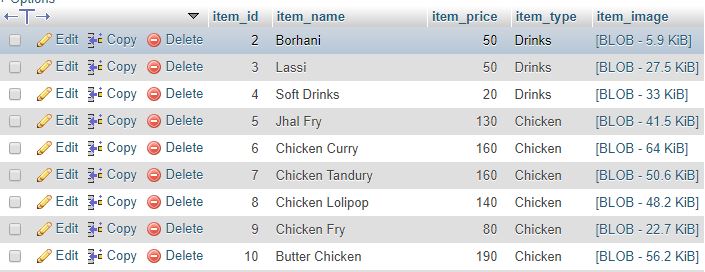 Options
item_id item_name item_price item_type item_image
Edit Copy Delete 2 Borhani 50 Drinks [BLOB - 5.9 KiB]
Edit Copy Delete 3 Lassi 50 Drinks [BLOB - 27.5 KiB]
Edit Copy Delete 4 Soft Drinks 20 Drinks [BLOB - 33 KiB]
Edit Copy Delete 5 Jhal Fry 130 Chicken [BLOB - 41.5 KiB]
Edit Copy Delete 6 Chicken Curry 160 Chicken [BLOB - 64 KiB]
Edit Copy Delete 7 Chicken Tandury 160 Chicken [BLOB - 50.6 KiB]
Edit Copy Delete 8 Chicken Lolipop 140 Chicken [BLOB - 48.2 KiB]
Edit Copy Delete 9 Chicken Fry 80 Chicken [BLOB - 22.7 KiB]
Edit Copy Delete 10 Butter Chicken 190 Chicken [BLOB - 56.2 KiB]